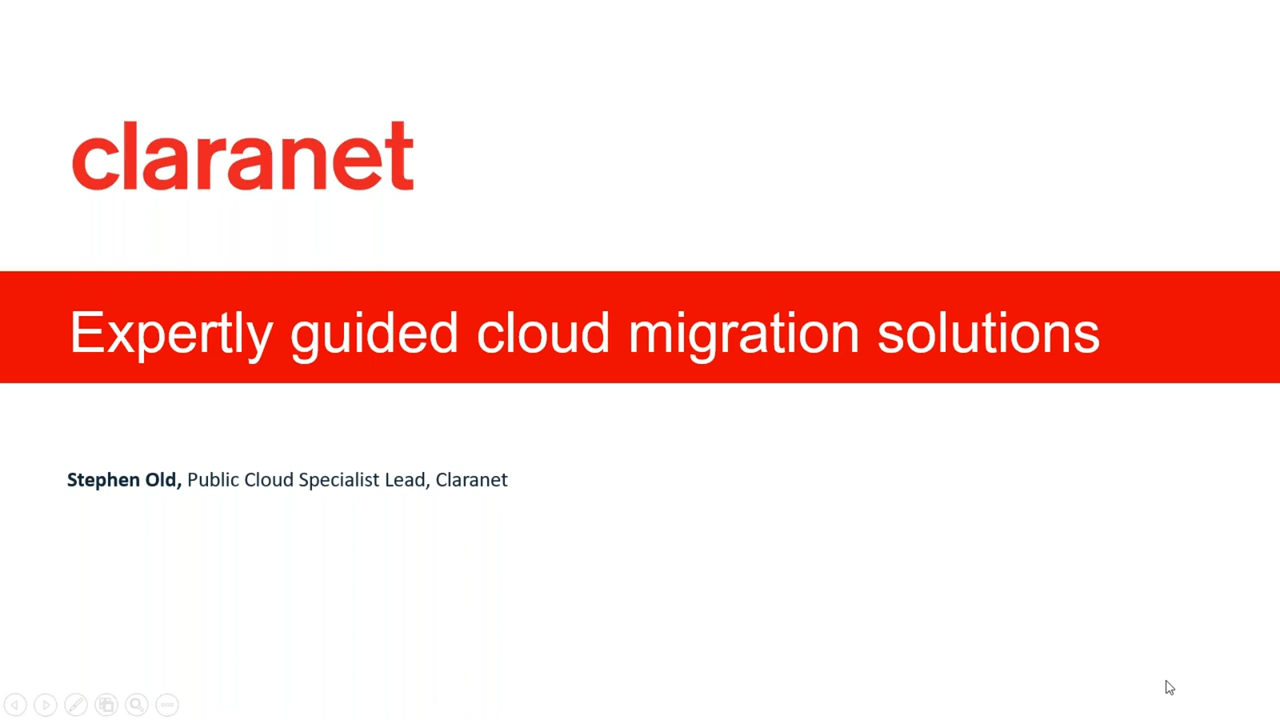 claranet
Expertly guided cloud migration solutions
Stephen Old, Public Cloud Specialist Lead, Claranet